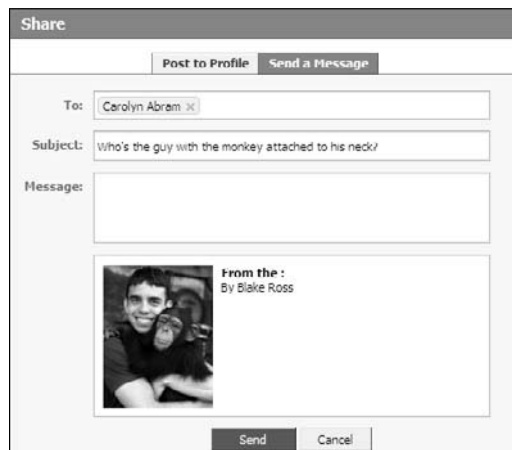 Share
Post to Profile Send a Message
To: Carolyn Abram ×
Subject: Who's the guy with the monkey attached to his neck?
Message:
From the :
By Blake Ross
Send Cancel